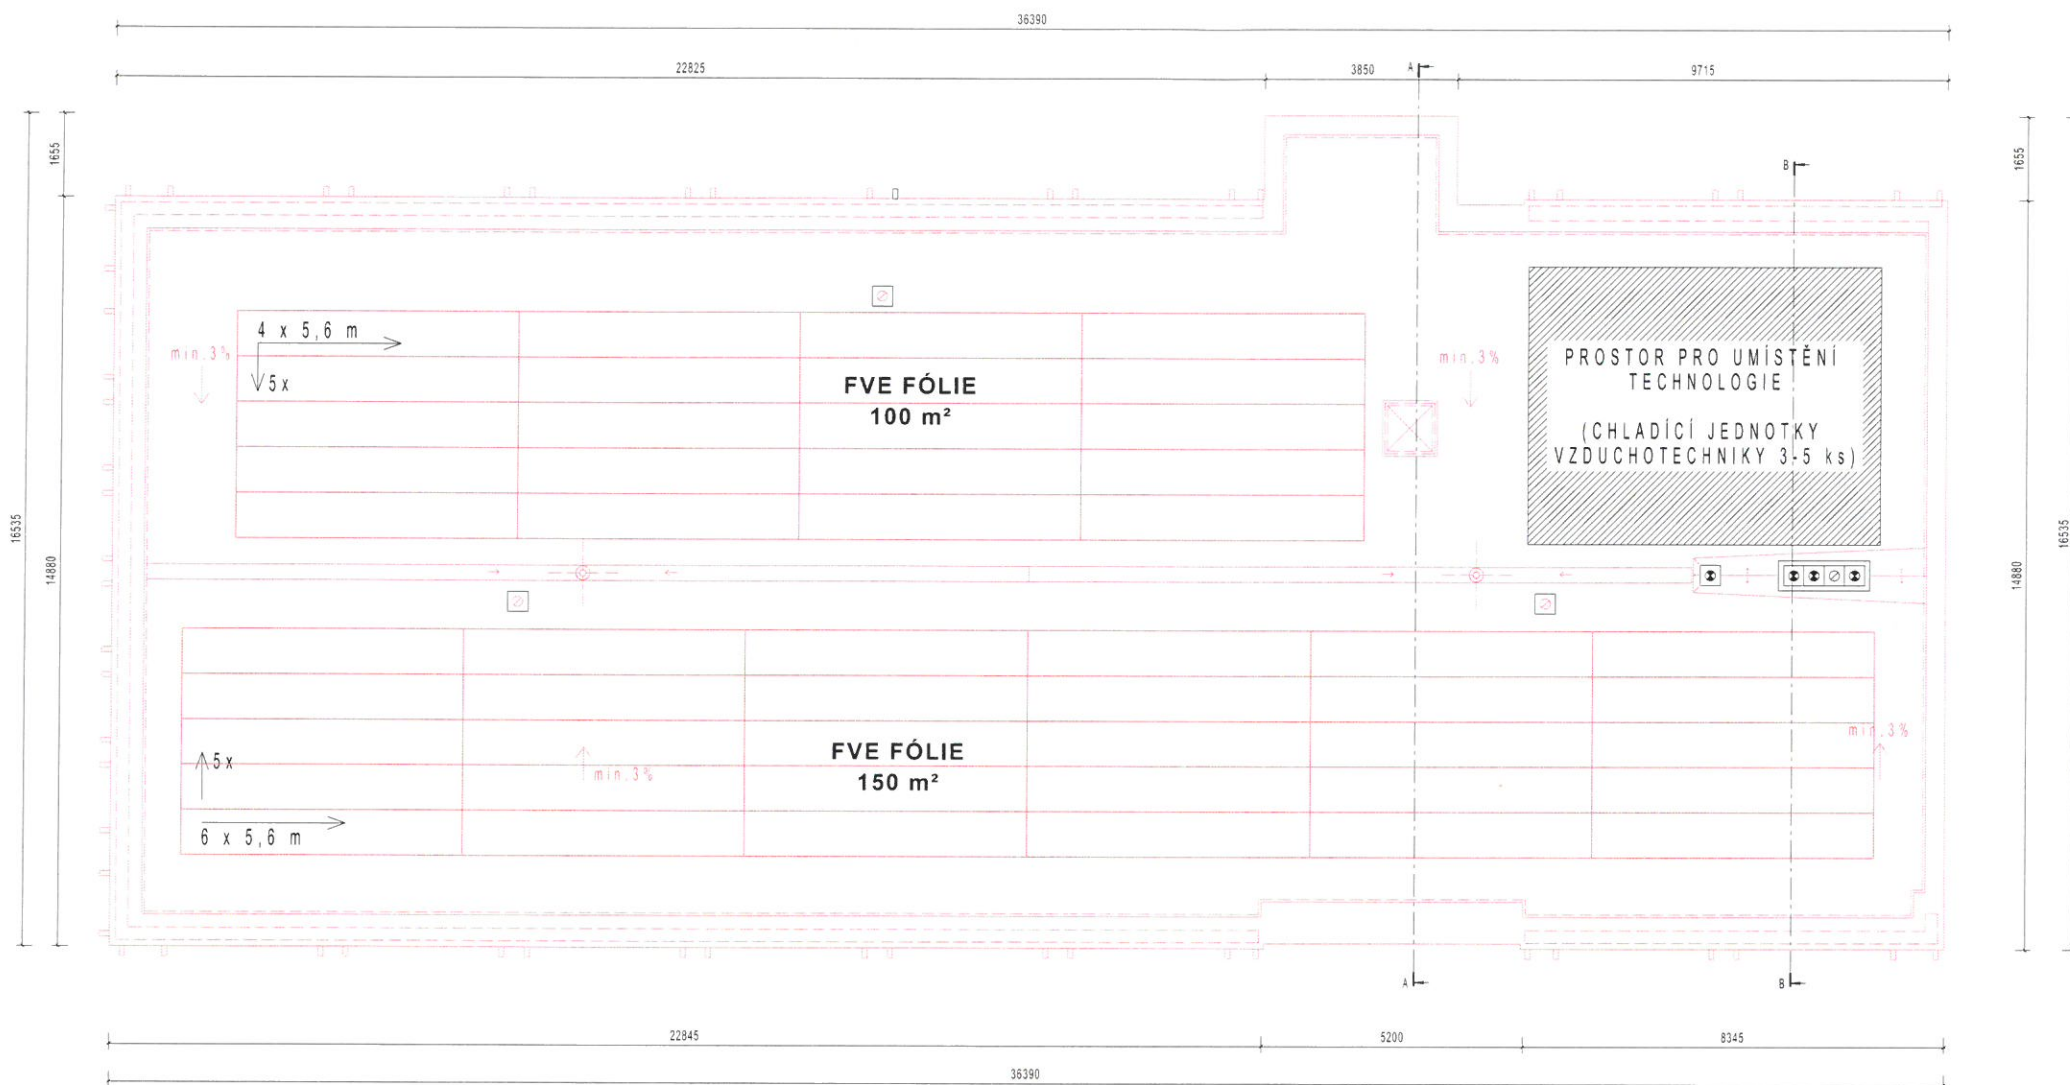 36390
22825
3850
A
9715
1655
16535
14880
1655
16535
14880
B
4 x 5,6 m
5x
min.3%
FVE FÓLIE
100 m²
min.3%
PROSTOR PRO UMÍSTĚNÍ
TECHNOLOGIE
(CHLADÍCÍ JEDNOTKY
VZDUCHOTECHNIKY 3-5 ks)
5x
6 x 5,6 m
min.3%
FVE FÓLIE
150 m²
min.3%
A
B
22845
5200
8345
36390